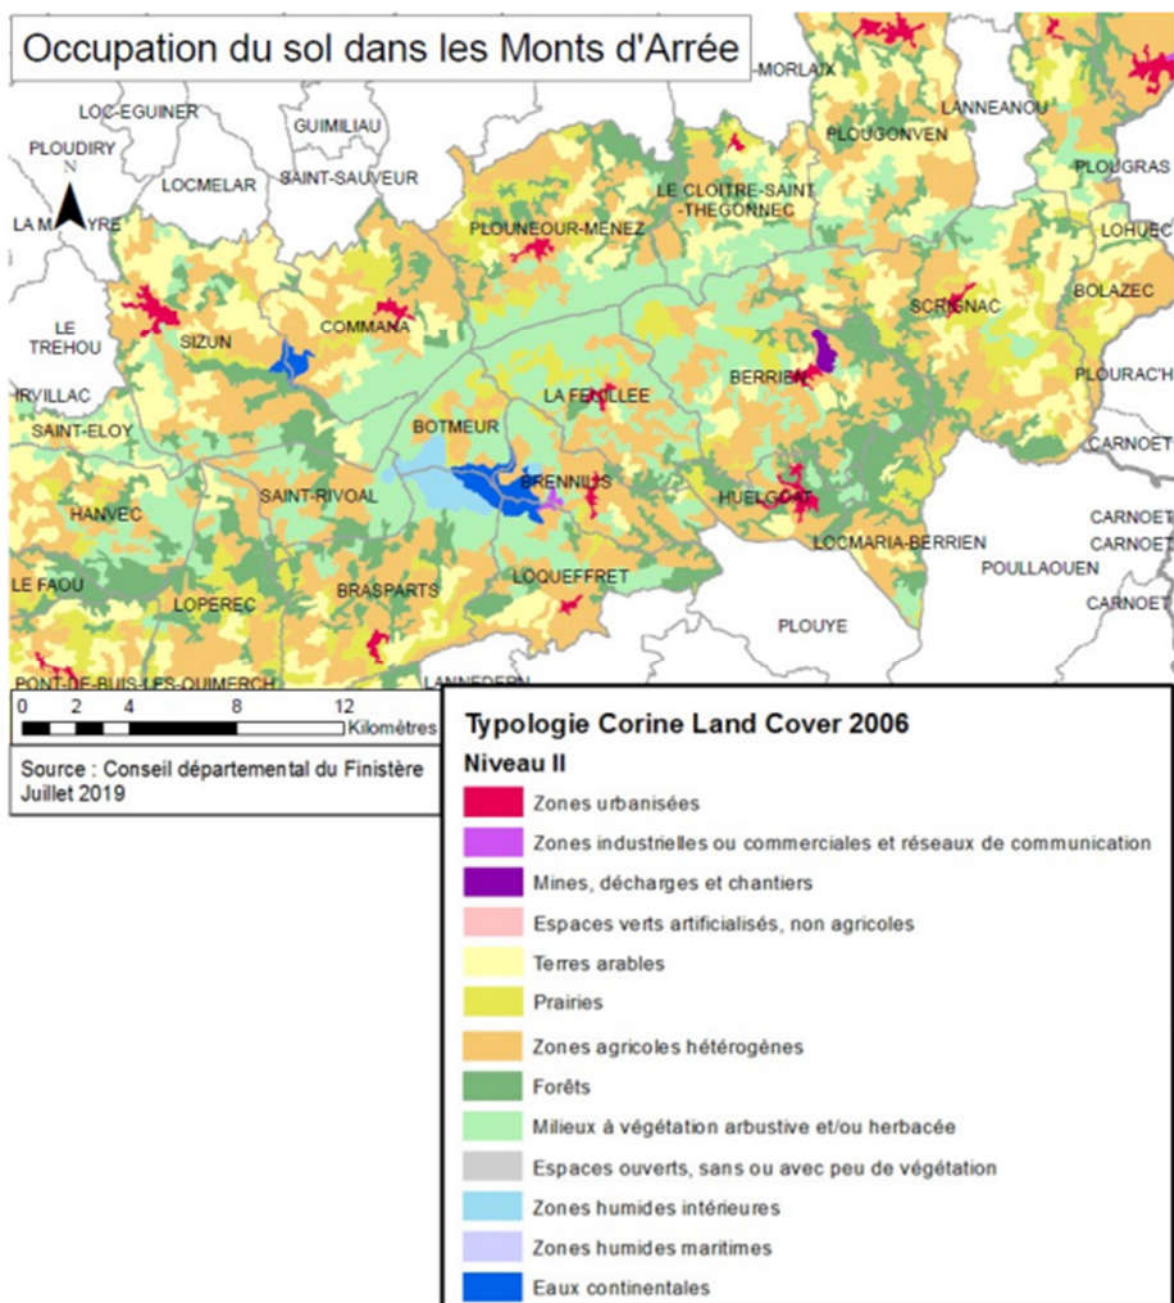 Occupation du sol dans les Monts d'Arrée
-MORLAIX
LOC-EGUINER
GUIMILIAU
LANNEANOU
PLOUGONVEN
PLOUDIRY
N
LOCMELAR
SAINT-SAUVEUR
PLOUGRAS
LE CLOITRE-SAINT
-THEGONNEC
PLOUNEOUR-MENEZ
LOHUEC
BOLAZEC
SCRIGNAC
COMMANA
LE
TREHOU
SIZUN
BERRIEN
PLOURAC'H
IRVILLAC
LA FEUILLEE
SAINT-ELOY
BOTMEUR
CARNOET
BRENNILIS
SAINT-RIVOAL
HUELGOAT
HANVEC
CARNOET
LOCMARIA-BERRIEN
CARNOET
POULLAOUEN
LE FAOU
LOQUEFFRET
BRASPARTS
LOPEREC
CARNOET
PLOUYE
PONT-DE-BUIS-LES-QUIMERCH
LANNEDERN
0 2 4 8 12
Kilomètres
Source : Conseil départemental du Finistère
Juillet 2019
Typologie Corine Land Cover 2006
Niveau II
Zones urbanisées
Zones industrielles ou commerciales et réseaux de communication
Mines, décharges et chantiers
Espaces verts artificialisés, non agricoles
Terres arables
Prairies
Zones agricoles hétérogènes
Forêts
Milieux à végétation arbustive et/ou herbacée
Espaces ouverts, sans ou avec peu de végétation
Zones humides intérieures
Zones humides maritimes
Eaux continentales